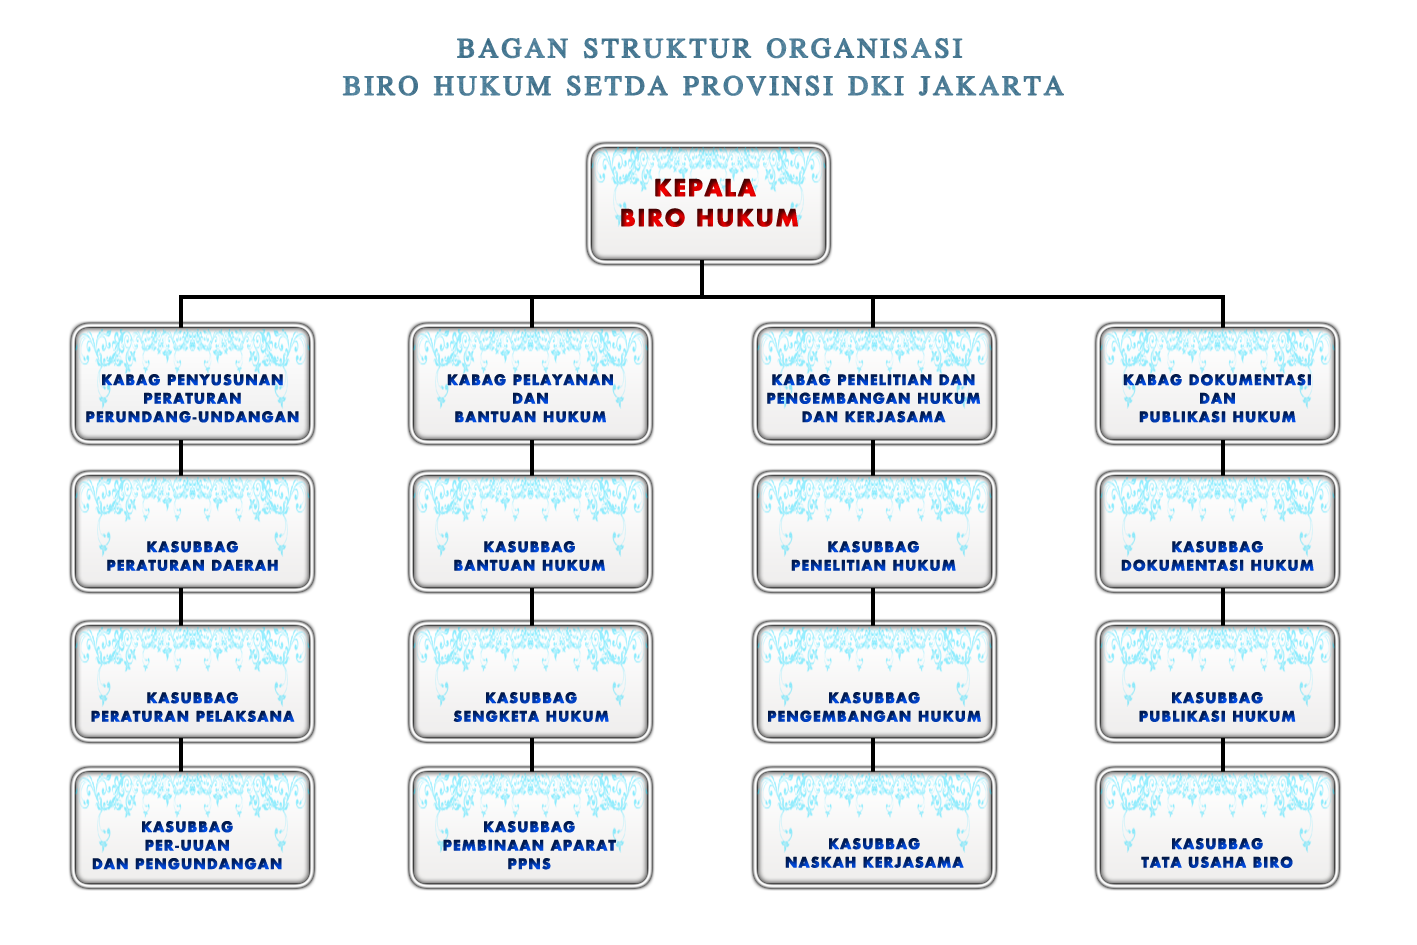 BAGAN STRUKTUR ORGANISASI
BIRO HUKUM SETDA PROVINSI DKI JAKARTA
KEPALA
BIRO HUKUM
KABAG PENYUSUNAN
PERATURAN
PERUNDANG-UNDANGAN
KABAG PELAYANAN
DAN
BANTUAN HUKUM
KABAG PENELITIAN DAN
PENGEMBANGAN HUKUM
DAN KERJASAMA
KABAG DOKUMENTASI
DAN
PUBLIKASI HUKUM
KASUBBAG
PERATURAN DAERAH
KASUBBAG
BANTUAN HUKUM
KASUBBAG
PENELITIAN HUKUM
KASUBBAG
DOKUMENTASI HUKUM
KASUBBAG
PERATURAN PELAKSANA
KASUBBAG
SENGKETA HUKUM
KASUBBAG
PENGEMBANGAN HUKUM
KASUBBAG
PUBLIKASI HUKUM
KASUBBAG
PER-UUAN
DAN PENGUNDANGAN
KASUBBAG
PEMBINAAN APARAT
PPNS
KASUBBAG
NASKAH KERJASAMA
KASUBBAG
TATA USAHA BIRO